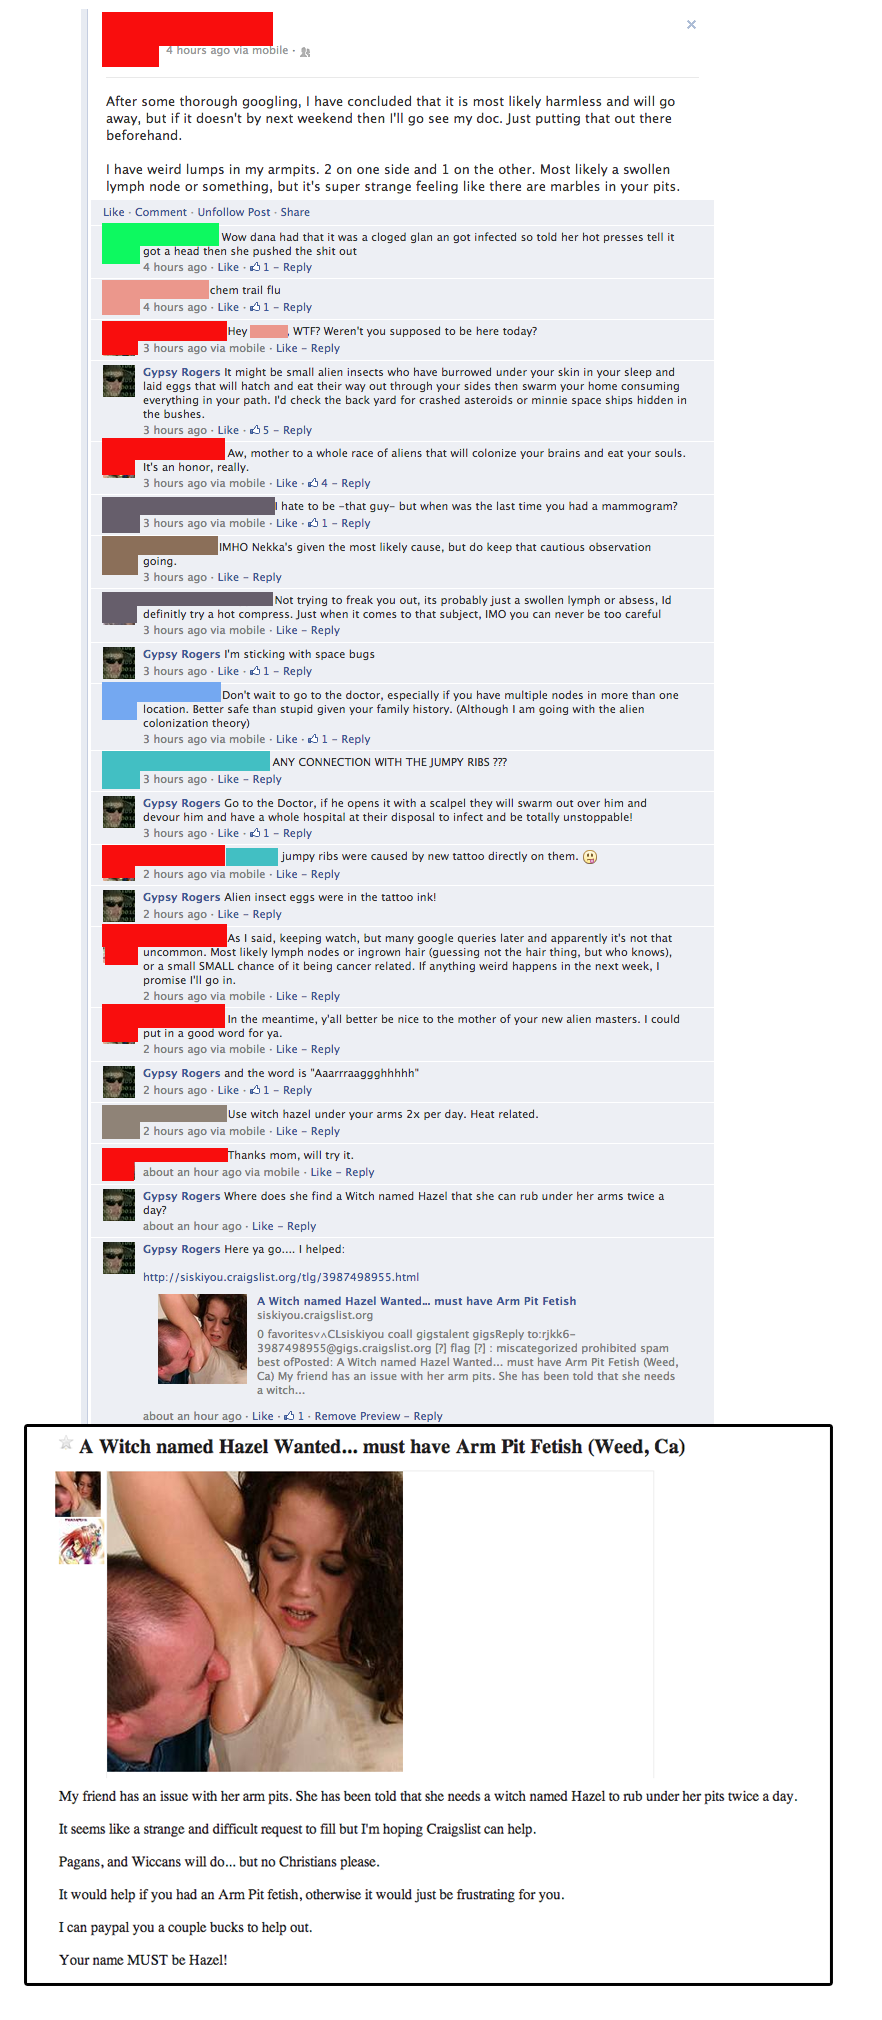 4 hours ago via mobile ·
After some thorough googling, I have concluded that it is most likely harmless and will go
away, but if it doesn't by next weekend then I'll go see my doc. Just putting that out there
beforehand.
I have weird lumps in my armpits. 2 on one side and 1 on the other. Most likely a swollen
lymph node or something, but it's super strange feeling like there are marbles in your pits.
Like · Comment · Unfollow Post · Share
Wow dana had that it was a cloged glan an got infected so told her hot presses tell it
got a head then she pushed the shit out
4 hours ago · Like · 1 – Reply
chem trail flu
4 hours ago · Like · 1 – Reply
Hey , WTF? Weren't you supposed to be here today?
3 hours ago via mobile · Like – Reply
Gypsy Rogers It might be small alien insects who have burrowed under your skin in your sleep and
laid eggs that will hatch and eat their way out through your sides then swarm your home consuming
everything in your path. I'd check the back yard for crashed asteroids or minnie space ships hidden in
the bushes.
3 hours ago · Like · 5 – Reply
Aw, mother to a whole race of aliens that will colonize your brains and eat your souls.
It's an honor, really.
3 hours ago via mobile · Like · 4 – Reply
I hate to be –that guy– but when was the last time you had a mammogram?
3 hours ago via mobile · Like · 1 – Reply
IMHO Nekka's given the most likely cause, but do keep that cautious observation
going.
3 hours ago · Like – Reply
Not trying to freak you out, its probably just a swollen lymph or absess, Id
definitly try a hot compress. Just when it comes to that subject, IMO you can never be too careful
3 hours ago via mobile · Like – Reply
Gypsy Rogers I'm sticking with space bugs
3 hours ago · Like · 1 – Reply
Don't wait to go to the doctor, especially if you have multiple nodes in more than one
location. Better safe than stupid given your family history. (Although I am going with the alien
colonization theory)
3 hours ago via mobile · Like · 1 – Reply
ANY CONNECTION WITH THE JUMPY RIBS ???
3 hours ago · Like – Reply
Gypsy Rogers Go to the Doctor, if he opens it with a scalpel they will swarm out over him and
devour him and have a whole hospital at their disposal to infect and be totally unstoppable!
3 hours ago · Like · 1 – Reply
jumpy ribs were caused by new tattoo directly on them.
2 hours ago via mobile · Like – Reply
Gypsy Rogers Alien insect eggs were in the tattoo ink!
2 hours ago · Like – Reply
As I said, keeping watch, but many google queries later and apparently it's not that
uncommon. Most likely lymph nodes or ingrown hair (guessing not the hair thing, but who knows),
or a small SMALL chance of it being cancer related. If anything weird happens in the next week, I
promise I'll go in.
2 hours ago via mobile · Like – Reply
In the meantime, y'all better be nice to the mother of your new alien masters. I could
put in a good word for ya.
2 hours ago via mobile · Like – Reply
Gypsy Rogers and the word is "Aaarrraaggghhhhh"
2 hours ago · Like · 1 – Reply
Use witch hazel under your arms 2x per day. Heat related.
2 hours ago via mobile · Like – Reply
Thanks mom, will try it.
about an hour ago via mobile · Like – Reply
Gypsy Rogers Where does she find a Witch named Hazel that she can rub under her arms twice a
day?
about an hour ago · Like – Reply
Gypsy Rogers Here ya go.... I helped:
http://siskiyou.craigslist.org/tlg/3987498955.html
A Witch named Hazel Wanted... must have Arm Pit Fetish
siskiyou.craigslist.org
0 favorites˅˄CLsiskiyou coall gigstalent gigsReply to:rjkk6-
3987498955@gigs.craigslist.org [?] flag [?] : miscategorized prohibited spam
best ofPosted: A Witch named Hazel Wanted... must have Arm Pit Fetish (Weed,
Ca) My friend has an issue with her arm pits. She has been told that she needs
a witch...
about an hour ago · Like · 1 · Remove Preview – Reply
A Witch named Hazel Wanted... must have Arm Pit Fetish (Weed, Ca)
My friend has an issue with her arm pits. She has been told that she needs a witch named Hazel to rub under her pits twice a day.
It seems like a strange and difficult request to fill but I'm hoping Craigslist can help.
Pagans, and Wiccans will do... but no Christians please.
It would help if you had an Arm Pit fetish, otherwise it would just be frustrating for you.
I can paypal you a couple bucks to help out.
Your name MUST be Hazel!